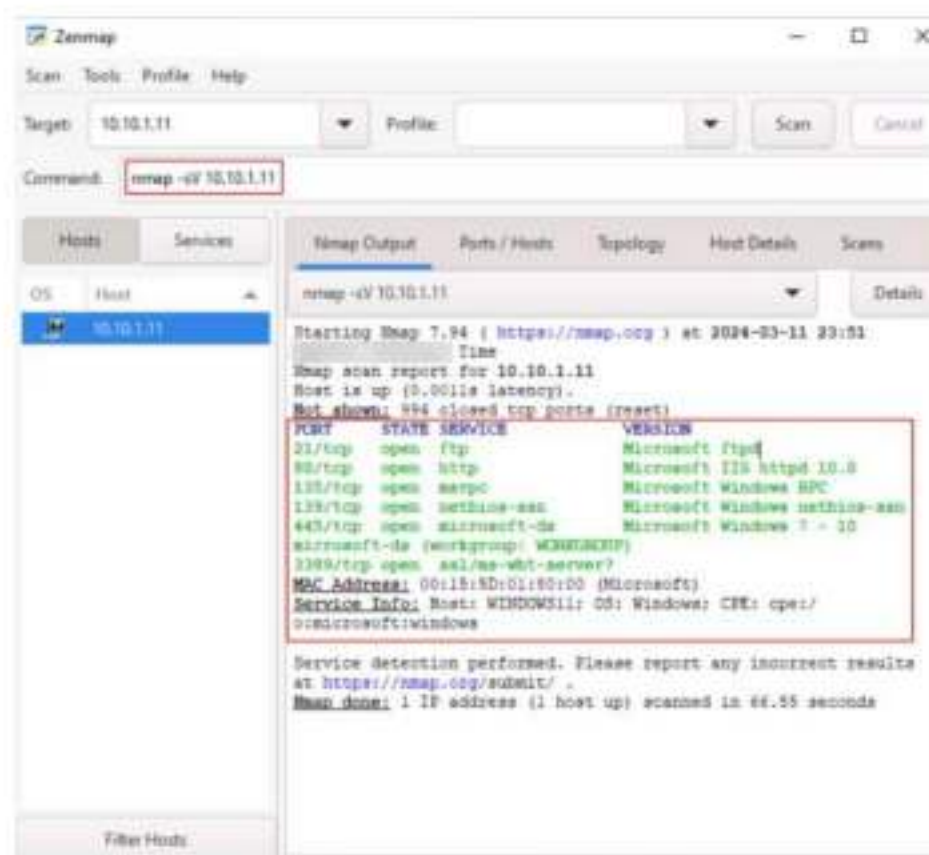 Zenmap
Scan Tools Profile Help
Target: 10.10.1.11 Profile: Scan Cancel
Command: nmap -sV 10.10.1.11
Hosts Services
Nmap Output Ports / Hosts Topology Host Details Scans
OS Host
nmap -sV 10.10.1.11 Details
10.10.1.11
Starting Nmap 7.94 ( https://nmap.org ) at 2024-03-11 23:51
Time
Nmap scan report for 10.10.1.11
Host is up (0.0011s latency).
Not shown: 994 closed tcp ports (reset)
PORT STATE SERVICE VERSION
21/tcp open ftp Microsoft ftpd
80/tcp open http Microsoft IIS httpd 10.0
135/tcp open msrpc Microsoft Windows RPC
139/tcp open netbios-ssn Microsoft Windows netbios-ssn
445/tcp open microsoft-ds Microsoft Windows 7 - 10
microsoft-ds (workgroup: WORKGROUP)
3389/tcp open ssl/ms-wbt-server?
MAC Address: 00:15:5D:01:80:00 (Microsoft)
Service Info: Host: WINDOWS11; OS: Windows; CPE: cpe:/
o:microsoft:windows
Service detection performed. Please report any incorrect results
at https://nmap.org/submit/ .
Nmap done: 1 IP address (1 host up) scanned in 66.55 seconds
Filter Hosts